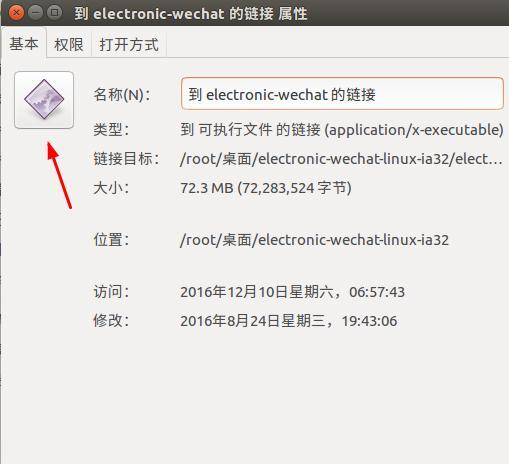 到 electronic-wechat 的链接 属性
基本 权限 打开方式
名称(N)： 到 electronic-wechat 的链接
类型： 到 可执行文件 的链接 (application/x-executable)
链接目标： /root/桌面/electronic-wechat-linux-ia32/elect…
大小： 72.3 MB (72,283,524 字节)
位置： /root/桌面/electronic-wechat-linux-ia32
访问： 2016年12月10日星期六，06:57:43
修改： 2016年8月24日星期三，19:43:06